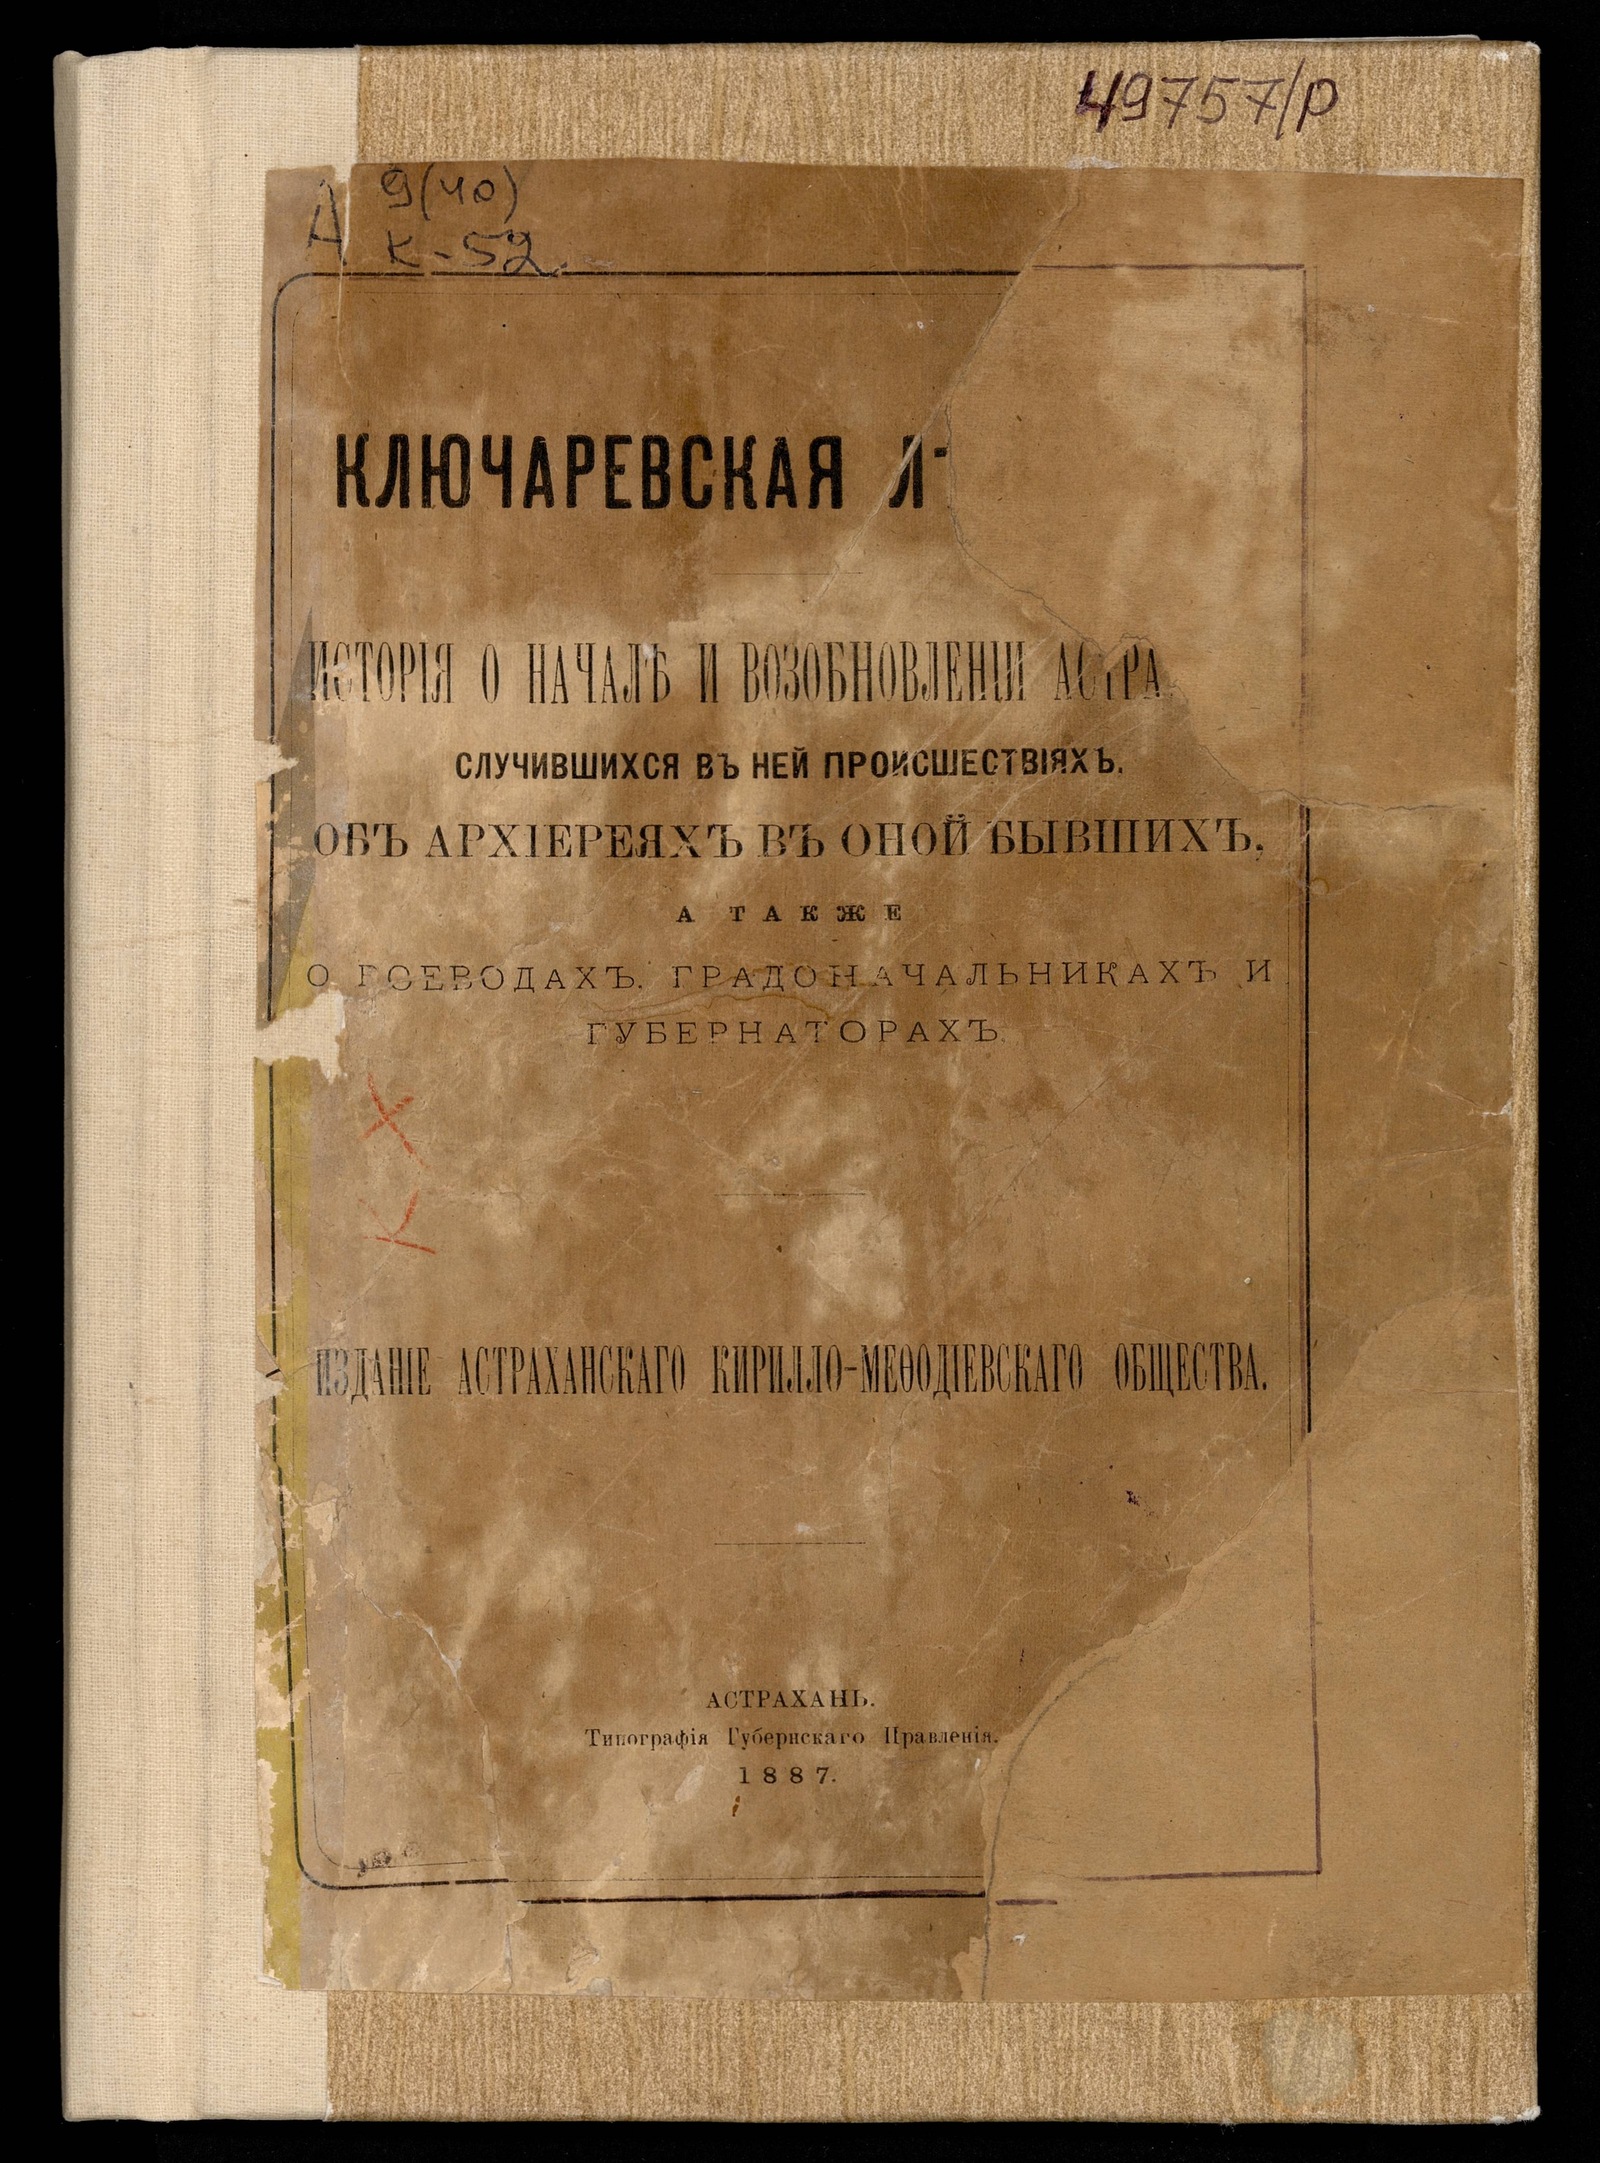 49757/р
А 9(40)
К-52.
КЛЮЧАРЕВСКАЯ
ИСТОРІЯ О НАЧАЛѢ И ВОЗОБНОВЛЕНІИ АСТРА
СЛУЧИВШИХСЯ ВЪ НЕЙ ПРОИСШЕСТВІЯХЪ,
ОБЪ АРХІЕРЕЯХЪ ВЪ ОНОЙ БЫВШИХЪ,
А ТАКЖЕ
О ВОЕВОДАХЪ, ГРАДОНАЧАЛЬНИКАХЪ И
ГУБЕРНАТОРАХЪ.
ИЗДАНІЕ АСТРАХАНСКАГО КИРИЛЛО-МЕѲОДІЕВСКАГО ОБЩЕСТВА.
АСТРАХАНЬ.
Типографія Губернскаго Правленія.
1887.